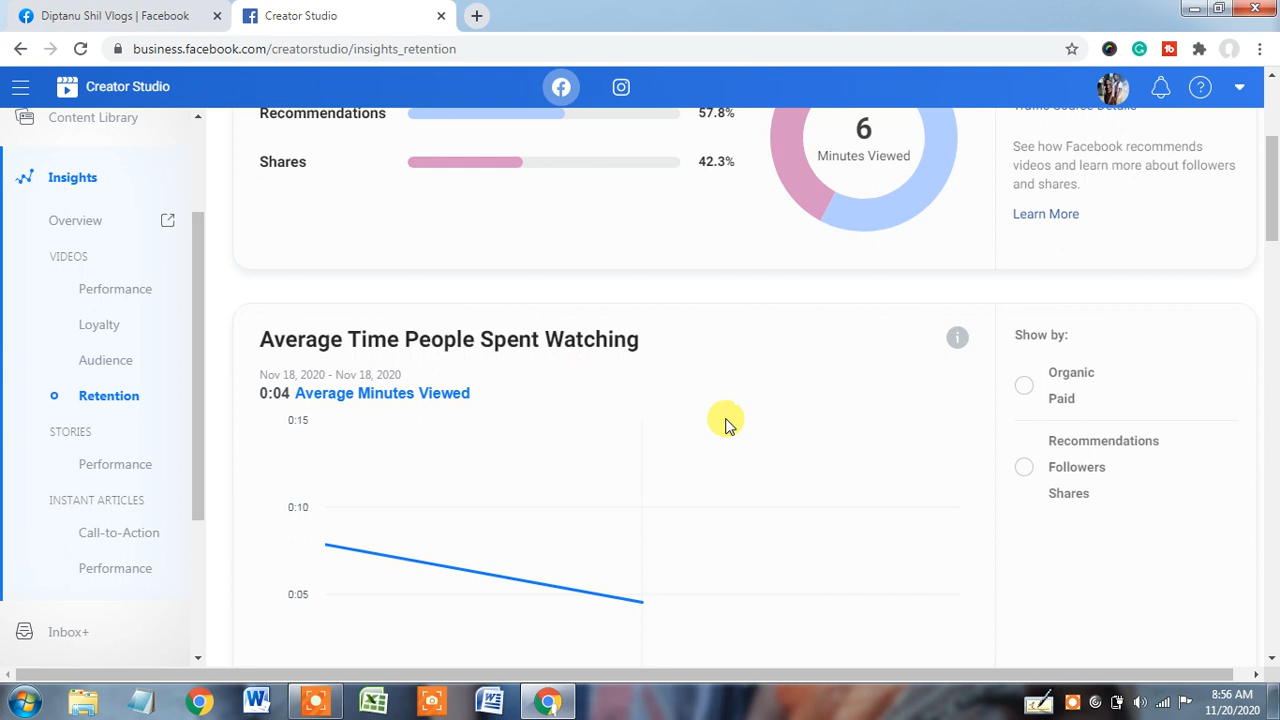 Diptanu Shil Vlogs | Facebook
Creator Studio
business.facebook.com/creatorstudio/insights_retention
Creator Studio
Content Library
Insights
Overview
VIDEOS
Performance
Loyalty
Audience
Retention
STORIES
Performance
INSTANT ARTICLES
Call-to-Action
Performance
Inbox+
Recommendations 57.8%
Shares 42.3%
6
Minutes Viewed
Traffic Source Details
See how Facebook recommends
videos and learn more about followers
and shares.
Learn More
Average Time People Spent Watching
Nov 18, 2020 - Nov 18, 2020
0:04 Average Minutes Viewed
0:15
0:10
0:05
Show by:
Organic
Paid
Recommendations
Followers
Shares
8:56 AM
11/20/2020